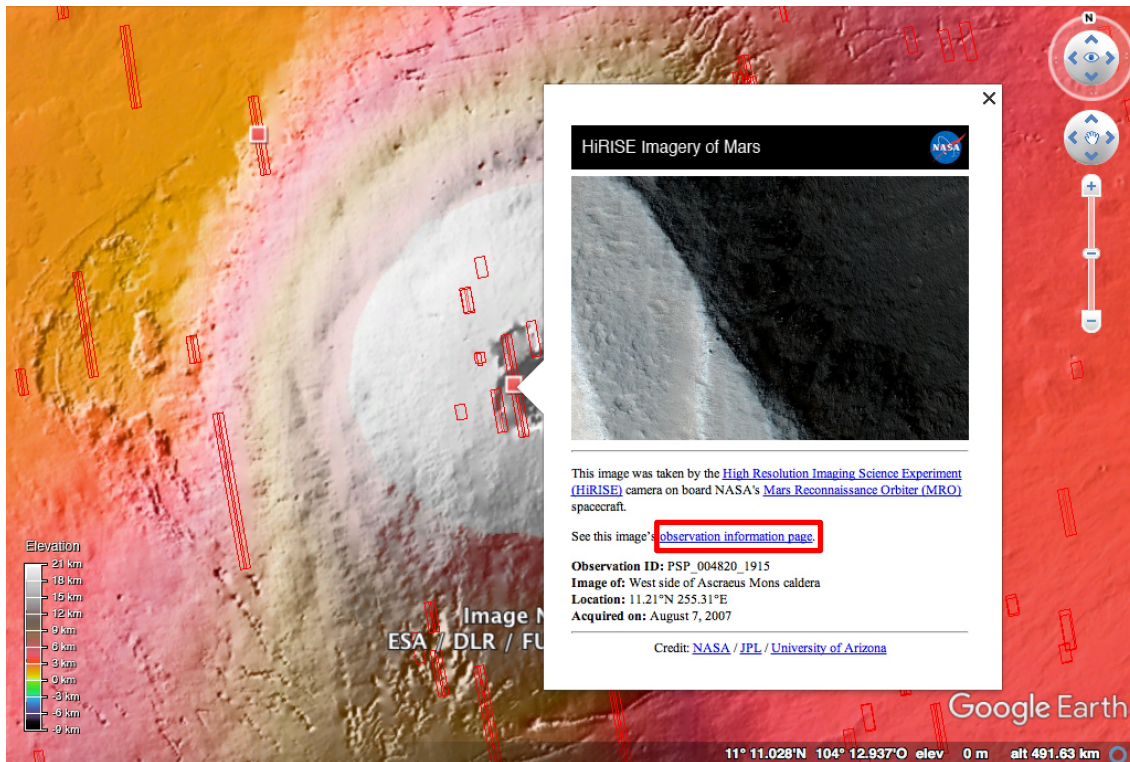 N
HiRISE Imagery of Mars
NASA
This image was taken by the High Resolution Imaging Science Experiment
(HiRISE) camera on board NASA's Mars Reconnaissance Orbiter (MRO)
spacecraft.
See this image's observation information page.
Observation ID: PSP_004820_1915
Image of: West side of Ascraeus Mons caldera
Location: 11.21°N 255.31°E
Acquired on: August 7, 2007
Credit: NASA / JPL / University of Arizona
Elevation
21 km
18 km
15 km
12 km
9 km
6 km
3 km
0 km
-3 km
-6 km
-9 km
Image N
ESA / DLR / FU
Google Earth
11° 11.028'N 104° 12.937'O elev 0 m alt 491.63 km